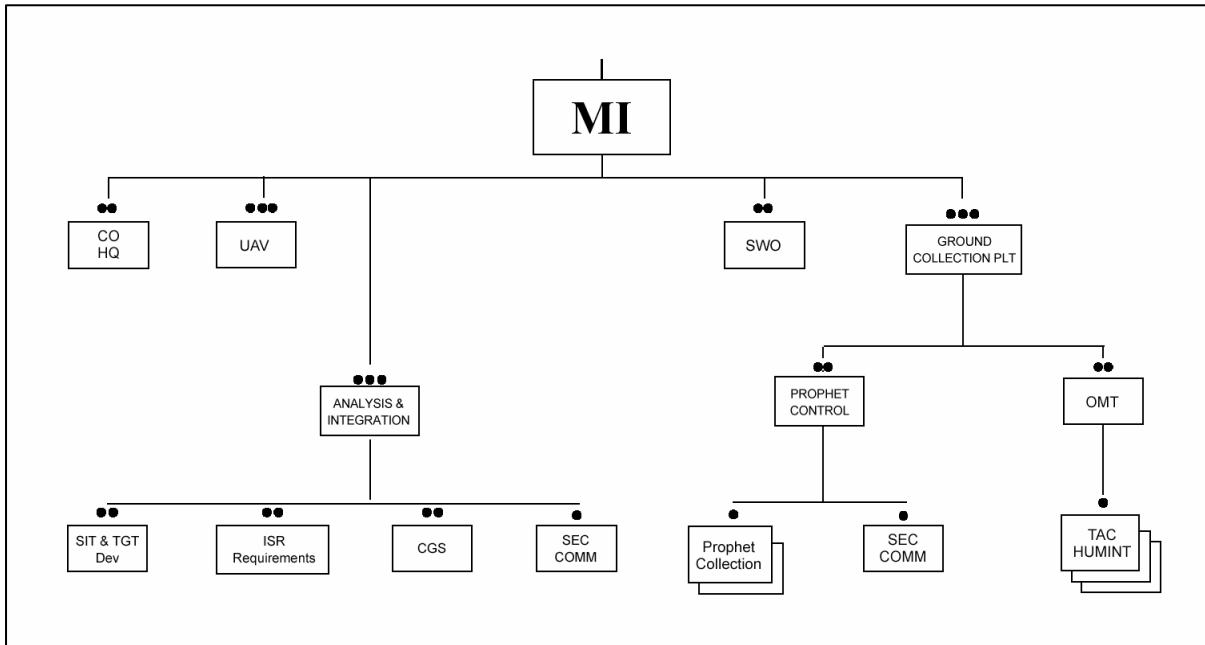 MI
CO
HQ
UAV
SWO
GROUND
COLLECTION PLT
ANALYSIS &
INTEGRATION
PROPHET
CONTROL
OMT
SIT & TGT
Dev
ISR
Requirements
CGS
SEC
COMM
Prophet
Collection
SEC
COMM
TAC
HUMINT